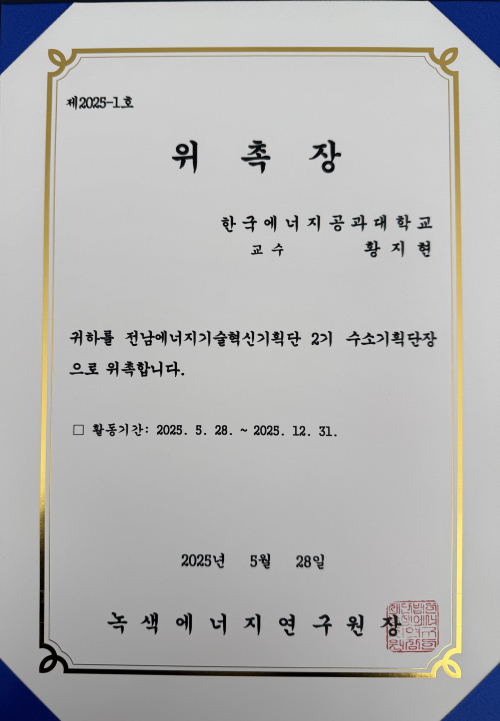 제2025-1호
위 촉 장
한국에너지공과대학교
교수 황지현
귀하를 전남에너지기술혁신기획단 2기 수소기획단장
으로 위촉합니다.
□ 활동기간: 2025. 5. 28. ~ 2025. 12. 31.
2025년 5월 28일
녹색에너지연구원장